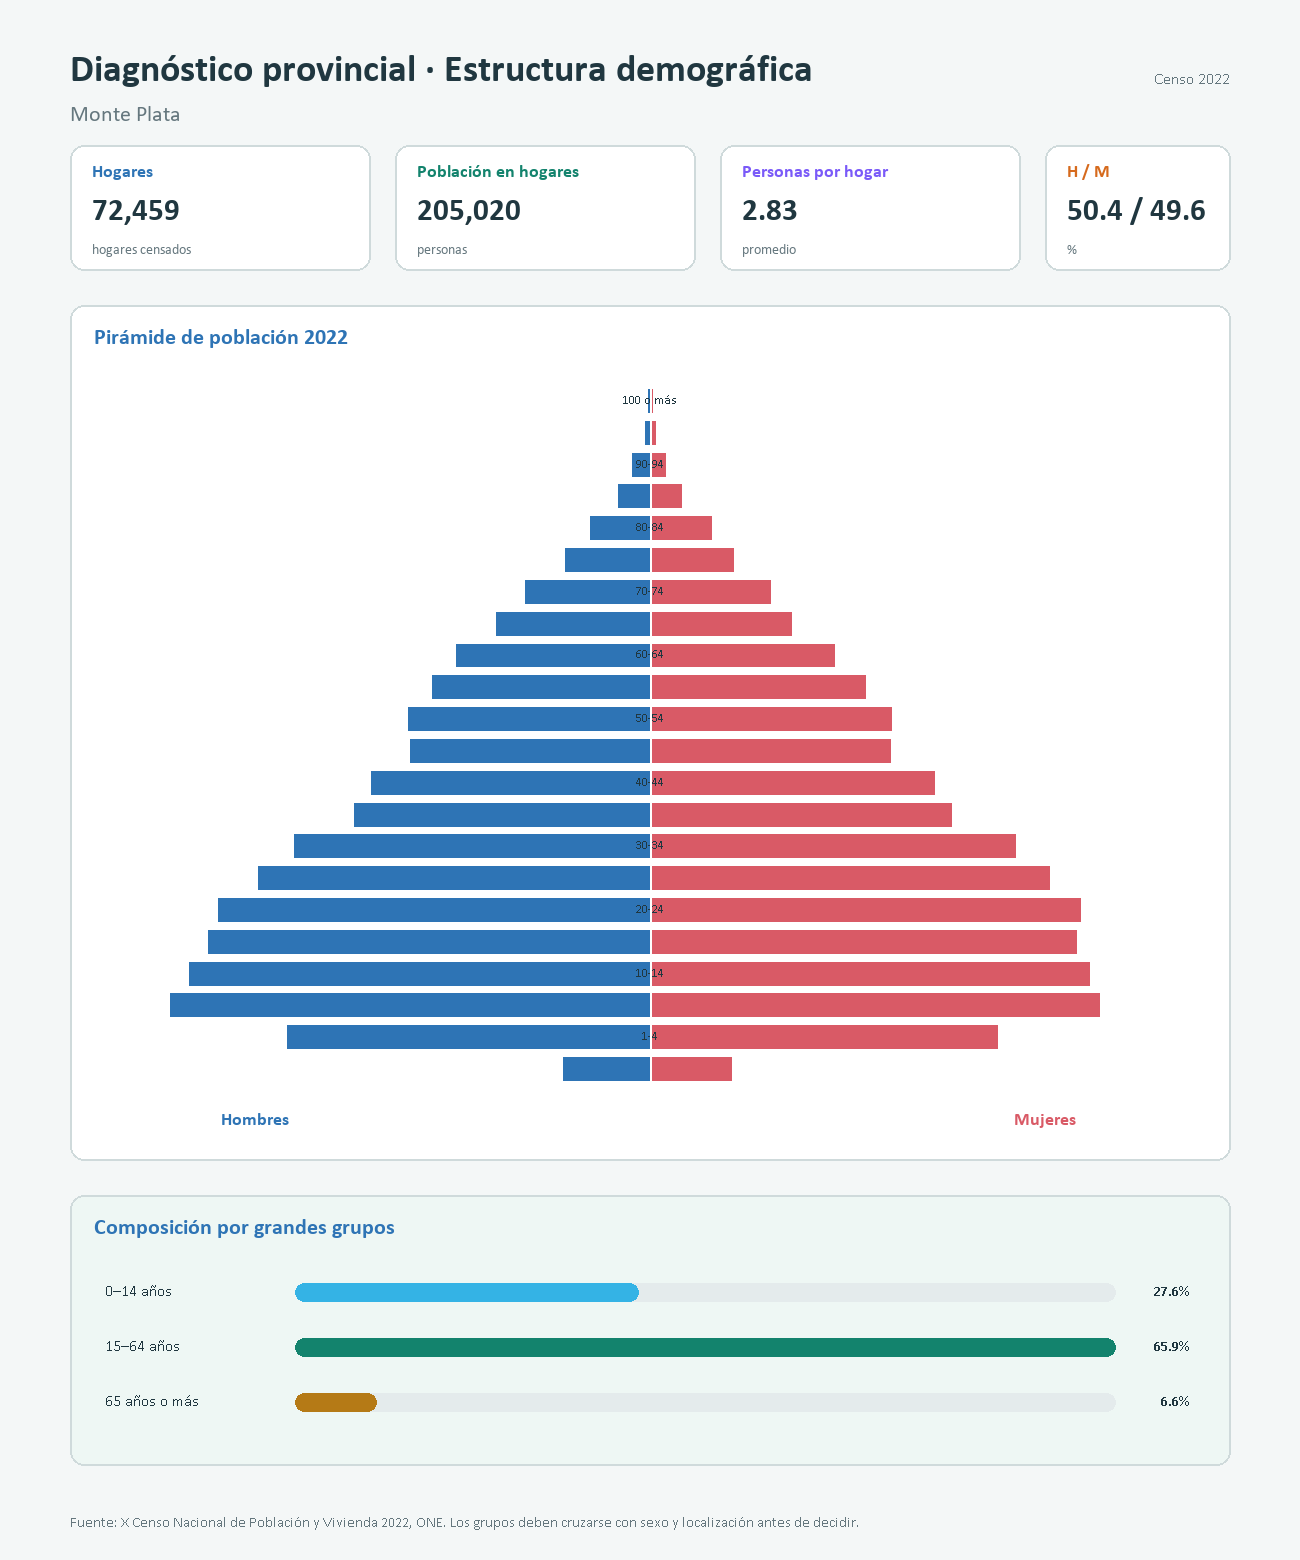 Diagnóstico provincial · Estructura demográfica
Censo 2022
Monte Plata
Hogares
72,459
hogares censados
Población en hogares
205,020
personas
Personas por hogar
2.83
promedio
H / M
50.4 / 49.6
%
Pirámide de población 2022
100 o más
90-94
80-84
70-74
60-64
50-54
40-44
30-34
20-24
10-14
1-4
Hombres
Mujeres
Composición por grandes grupos
0–14 años
27.6%
15–64 años
65.9%
65 años o más
6.6%
Fuente: X Censo Nacional de Población y Vivienda 2022, ONE. Los grupos deben cruzarse con sexo y localización antes de decidir.